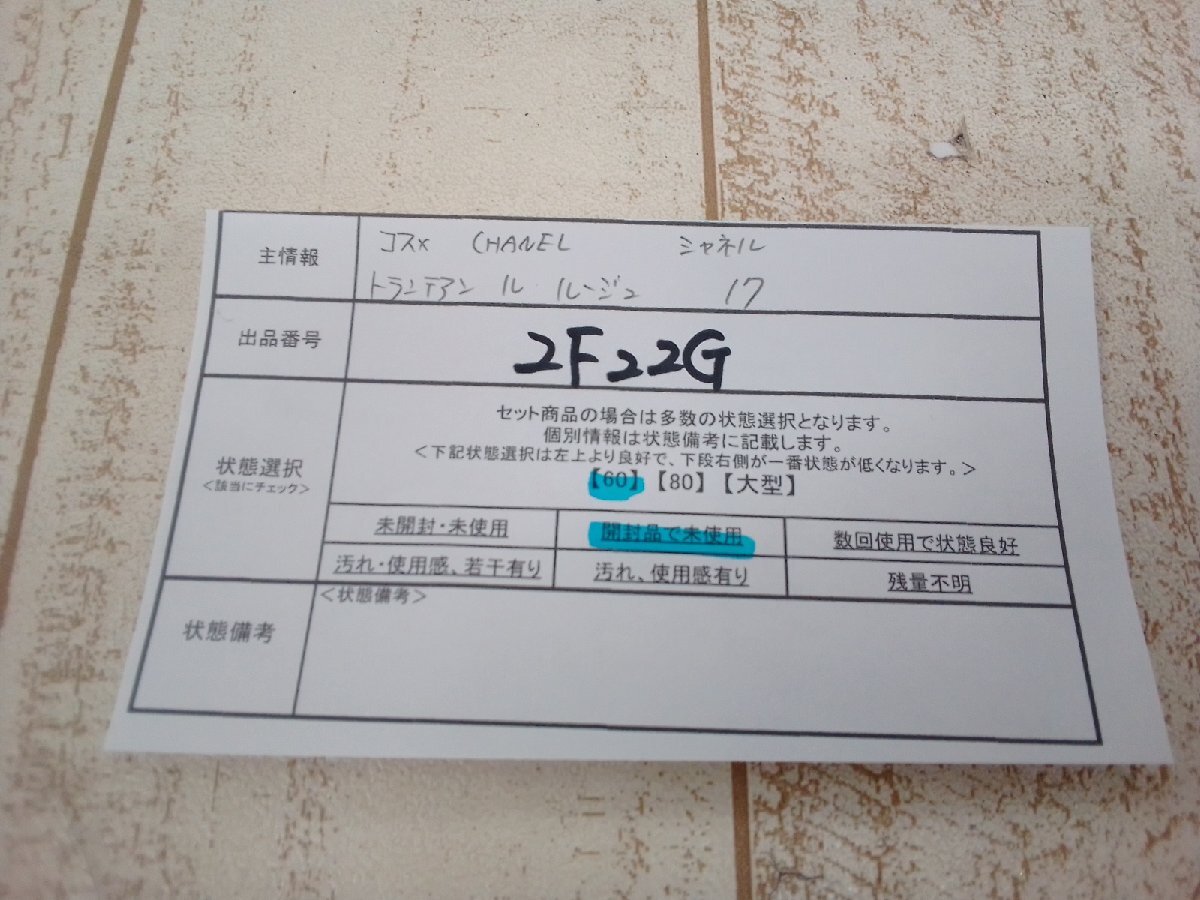 主情報
コスメ CHANEL シャネル
トランテアン ル ルージュ 17
出品番号
2F22G
状態選択
<該当にチェック>
セット商品の場合は多数の状態選択となります。
個別情報は状態備考に記載します。
<下記状態選択は左上より良好で、下段右側が一番状態が低くなります。>
【60】【80】【大型】
未開封・未使用 開封品で未使用 数回使用で状態良好
汚れ・使用感、若干有り 汚れ、使用感有り 残量不明
状態備考
<状態備考>